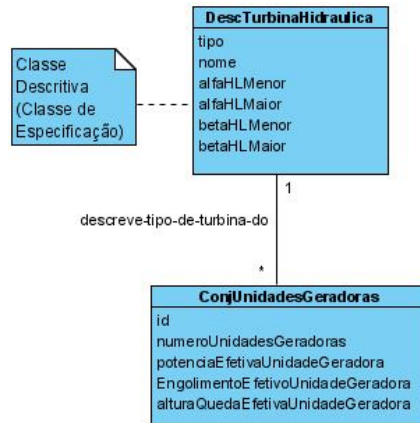 DescTurbinaHidraulica
tipo
nome
alfaHLMenor
alfaHLMaior
betaHLMenor
betaHLMaior
Classe
Descritiva
(Classe de
Especificação)
1
descreve-tipo-de-turbina-do
*
ConjUnidadesGeradoras
id
numeroUnidadesGeradoras
potenciaEfetivaUnidadeGeradora
EngolimentoEfetivoUnidadeGeradora
alturaQuedaEfetivaUnidadeGeradora